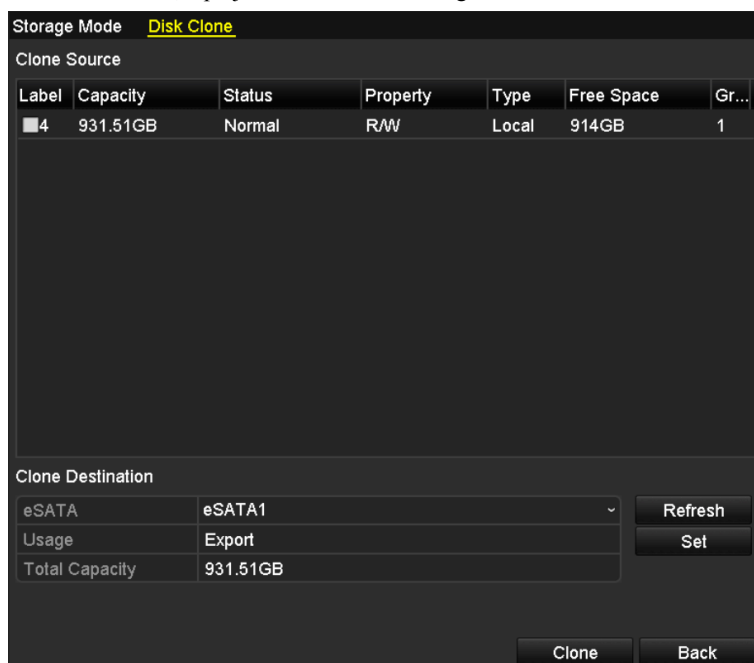 Storage Mode Disk Clone
Clone Source
Label Capacity Status Property Type Free Space Gr...
4 931.51GB Normal R/W Local 914GB 1
Clone Destination
eSATA eSATA1 Refresh
Usage Export Set
Total Capacity 931.51GB
Clone Back